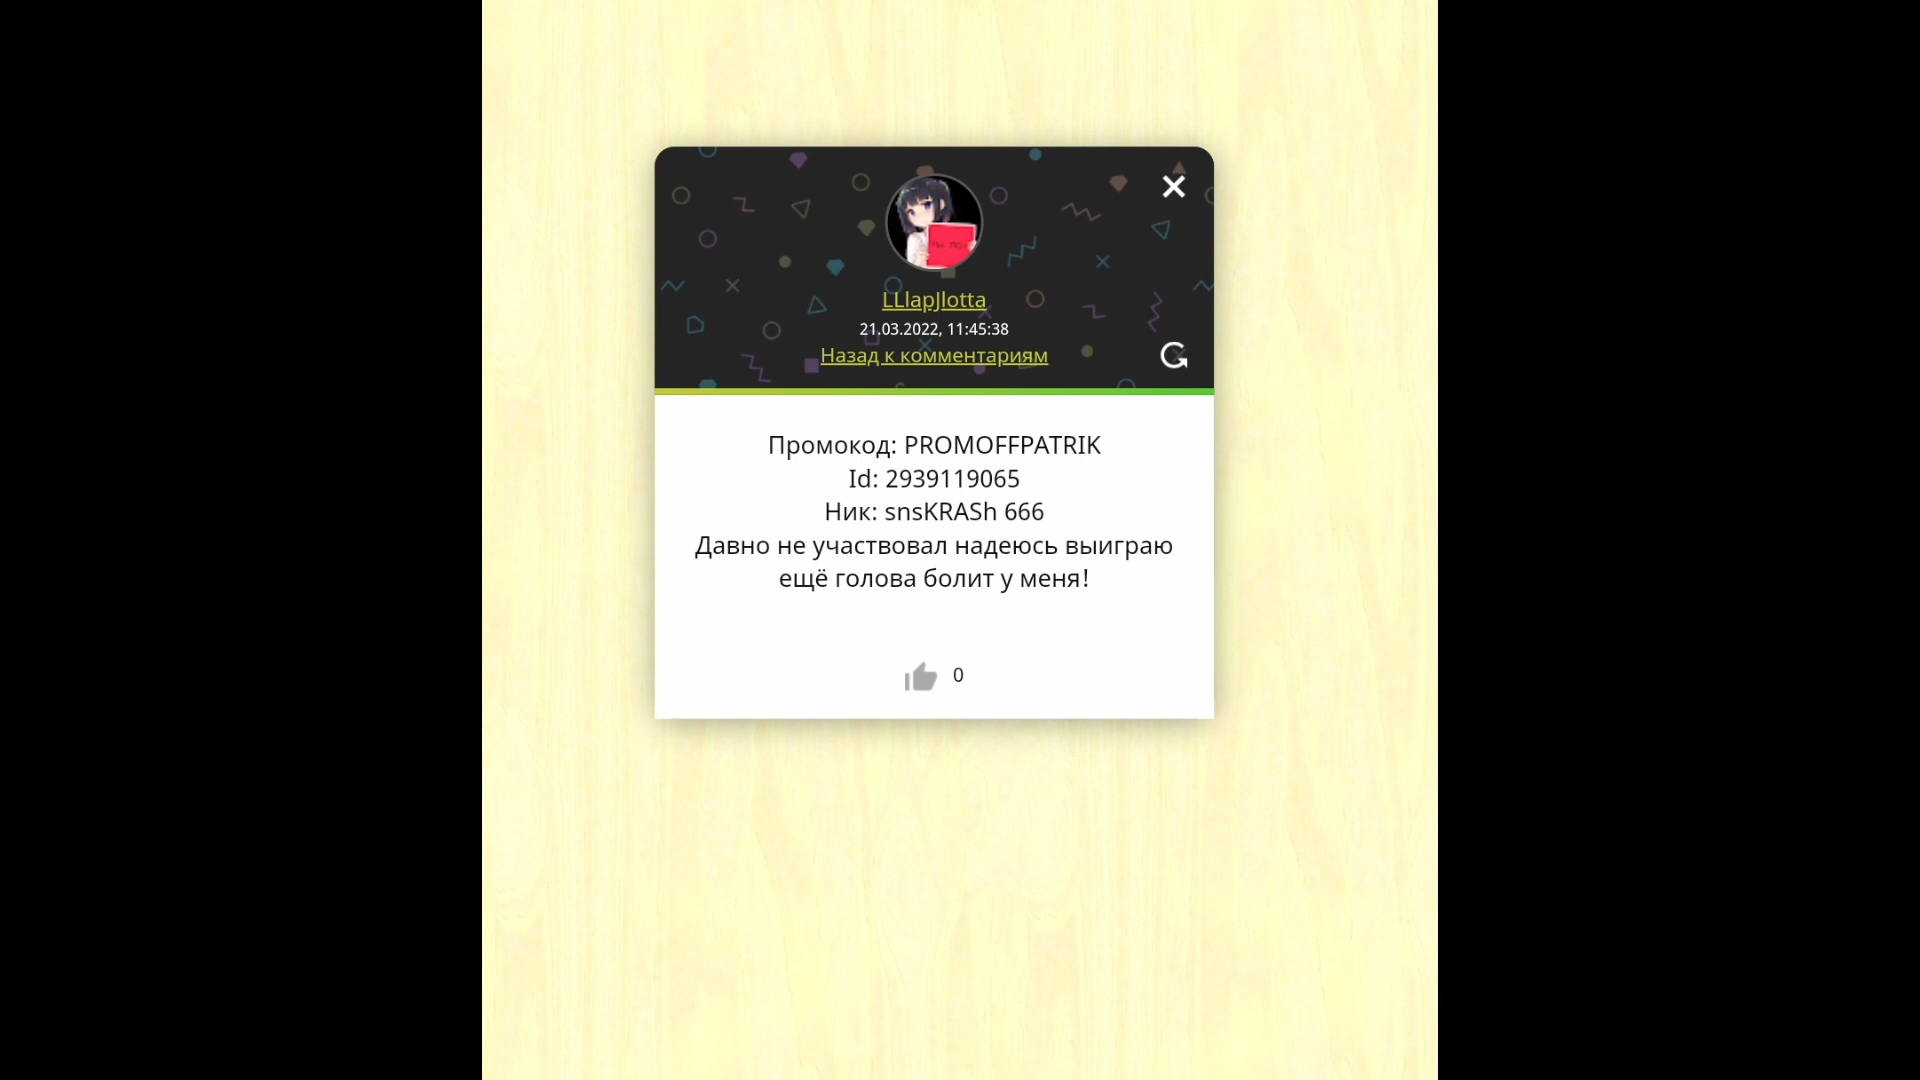 LLlapJlotta
21.03.2022, 11:45:38
Назад к комментариям
Промокод: PROMOFFPATRIK
Id: 2939119065
Ник: snsKRASh 666
Давно не участвовал надеюсь выиграю
ещё голова болит у меня!
0